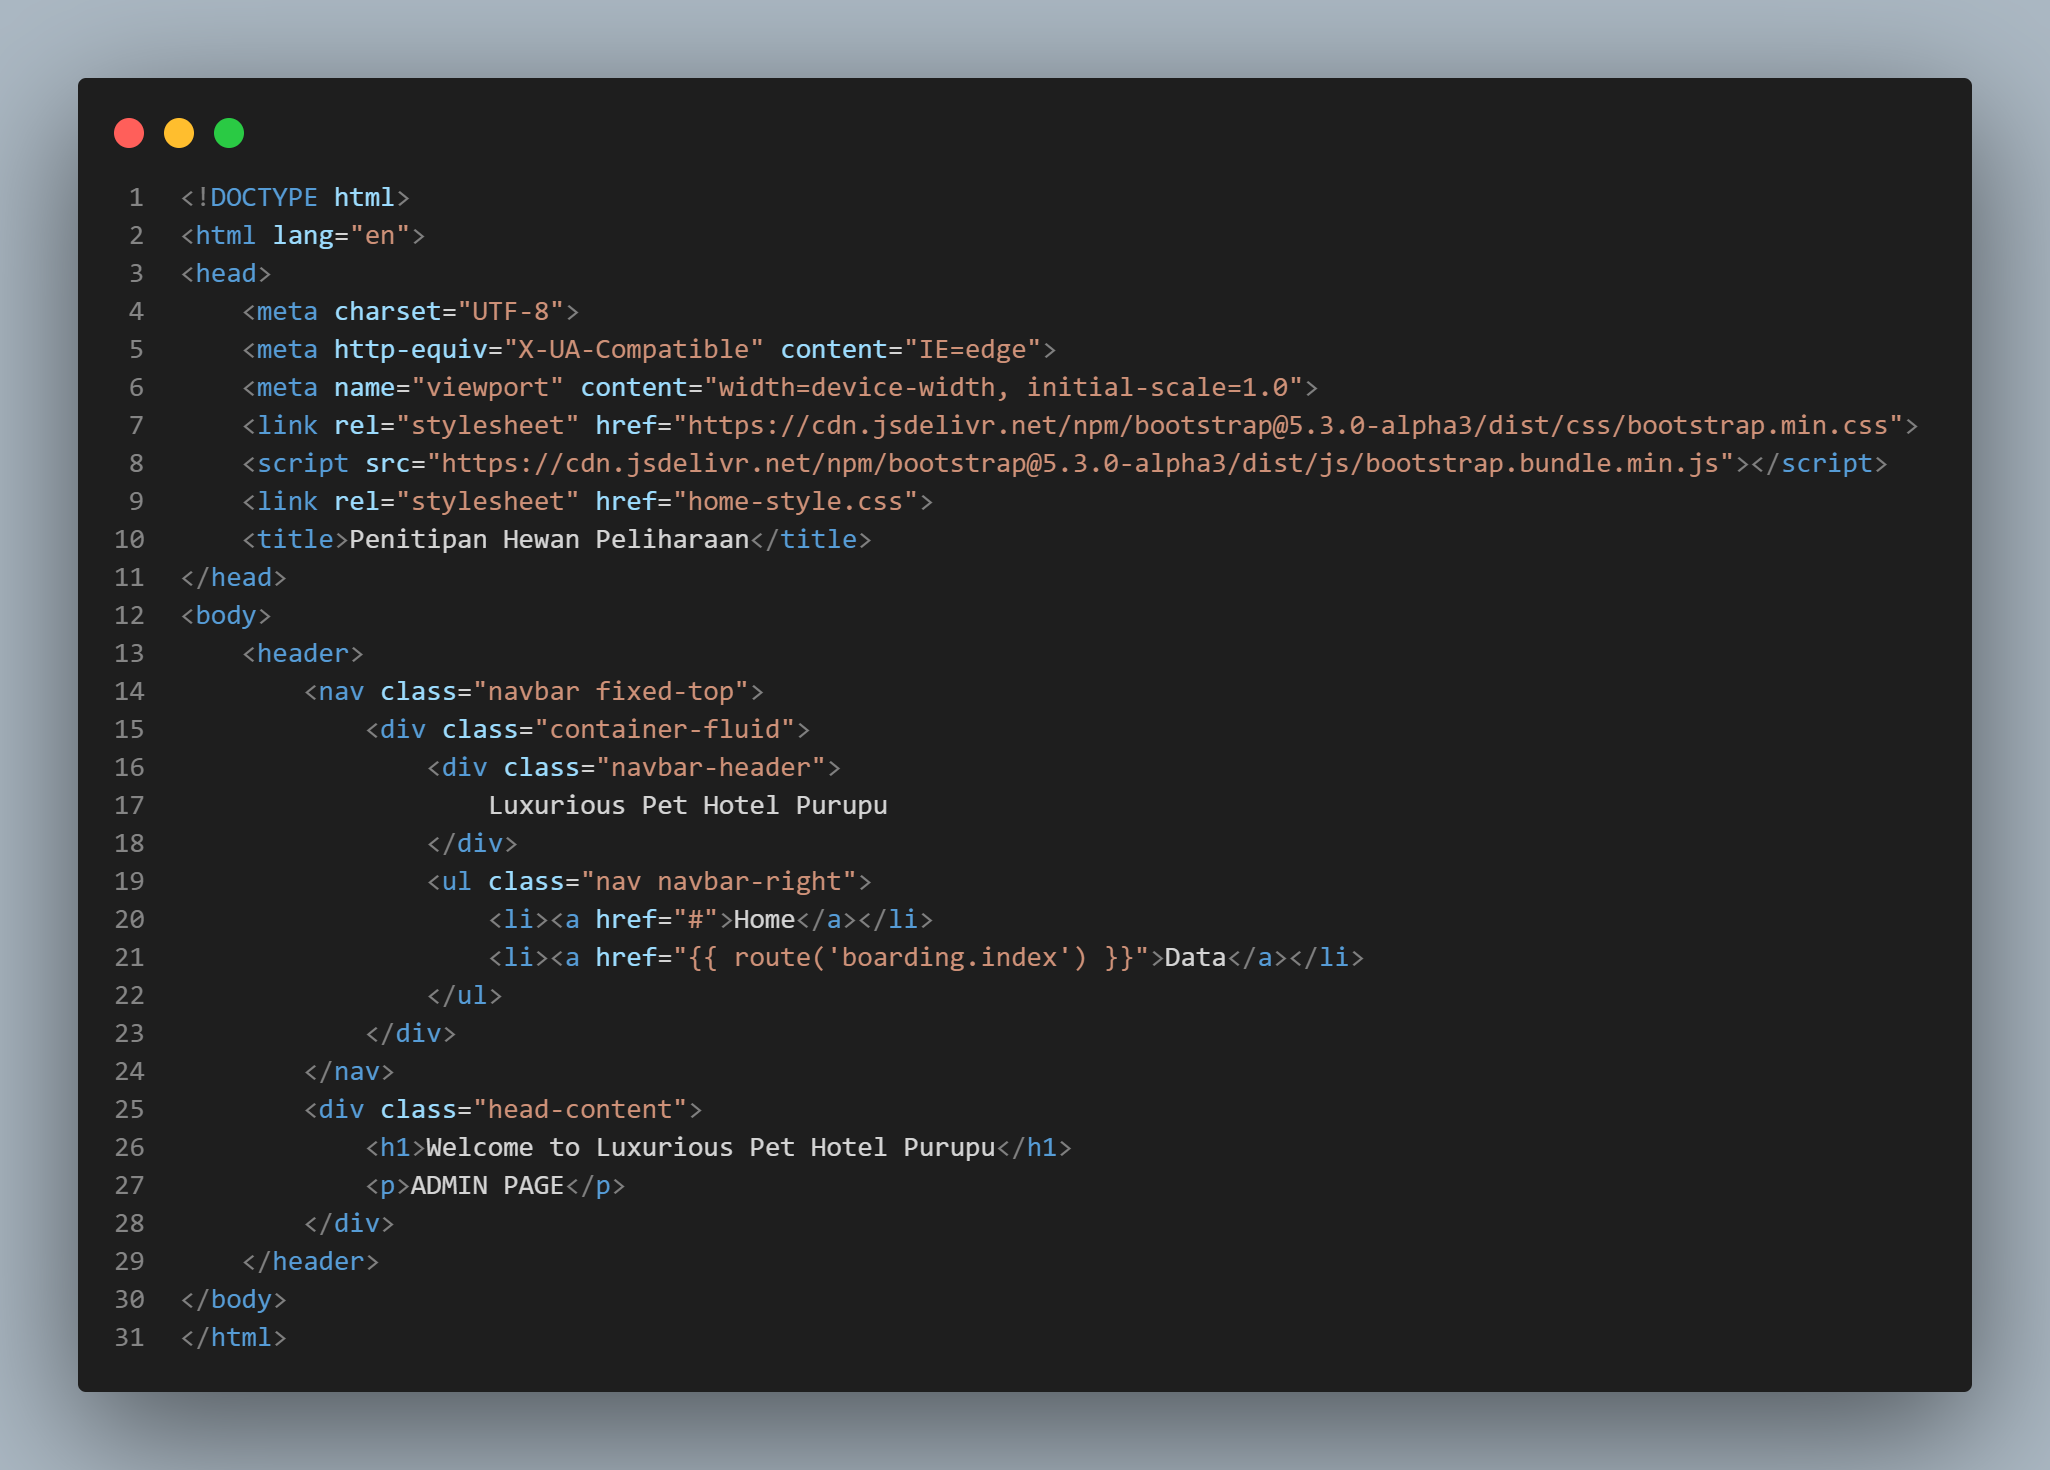 1 <!DOCTYPE html>
2 <html lang="en">
3 <head>
4     <meta charset="UTF-8">
5     <meta http-equiv="X-UA-Compatible" content="IE=edge">
6     <meta name="viewport" content="width=device-width, initial-scale=1.0">
7     <link rel="stylesheet" href="https://cdn.jsdelivr.net/npm/bootstrap@5.3.0-alpha3/dist/css/bootstrap.min.css">
8     <script src="https://cdn.jsdelivr.net/npm/bootstrap@5.3.0-alpha3/dist/js/bootstrap.bundle.min.js"></script>
9     <link rel="stylesheet" href="home-style.css">
10     <title>Penitipan Hewan Peliharaan</title>
11 </head>
12 <body>
13     <header>
14         <nav class="navbar fixed-top">
15             <div class="container-fluid">
16                 <div class="navbar-header">
17                     Luxurious Pet Hotel Purupu
18                 </div>
19                 <ul class="nav navbar-right">
20                     <li><a href="#">Home</a></li>
21                     <li><a href="{{ route('boarding.index') }}">Data</a></li>
22                 </ul>
23             </div>
24         </nav>
25         <div class="head-content">
26             <h1>Welcome to Luxurious Pet Hotel Purupu</h1>
27             <p>ADMIN PAGE</p>
28         </div>
29     </header>
30 </body>
31 </html>